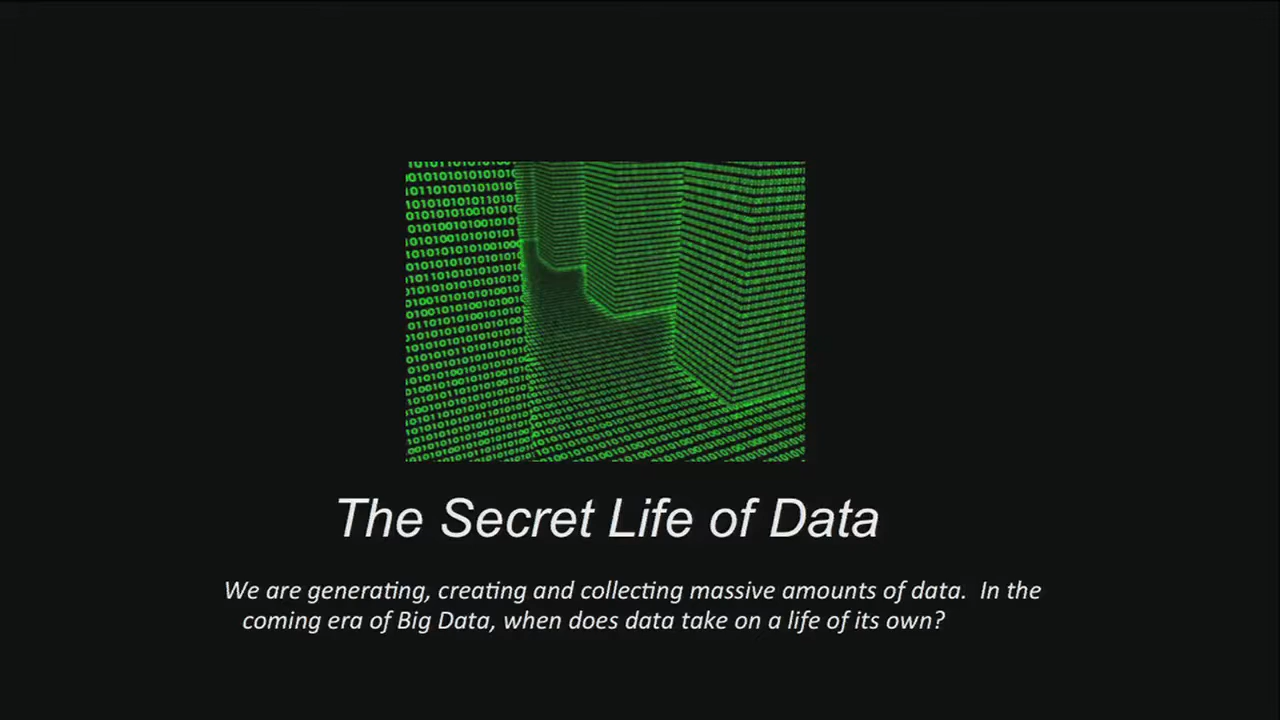 The Secret Life of Data
We are generating, creating and collecting massive amounts of data.  In the
coming era of Big Data, when does data take on a life of its own?